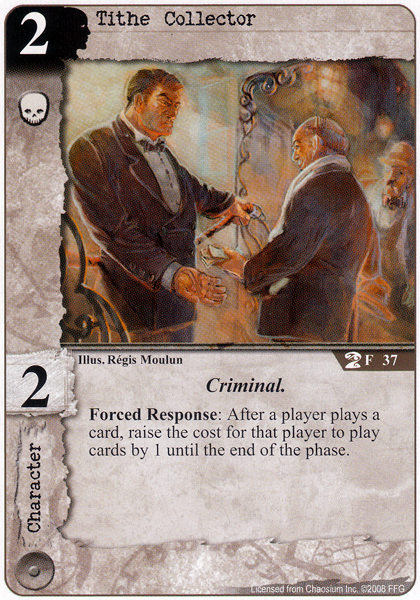 2
Tithe Collector
Illus. Régis Moulun
F 37
2
Criminal.
Forced Response: After a player plays a
card, raise the cost for that player to play
cards by 1 until the end of the phase.
Character
Licensed from Chaosium Inc. ©2008 FFG